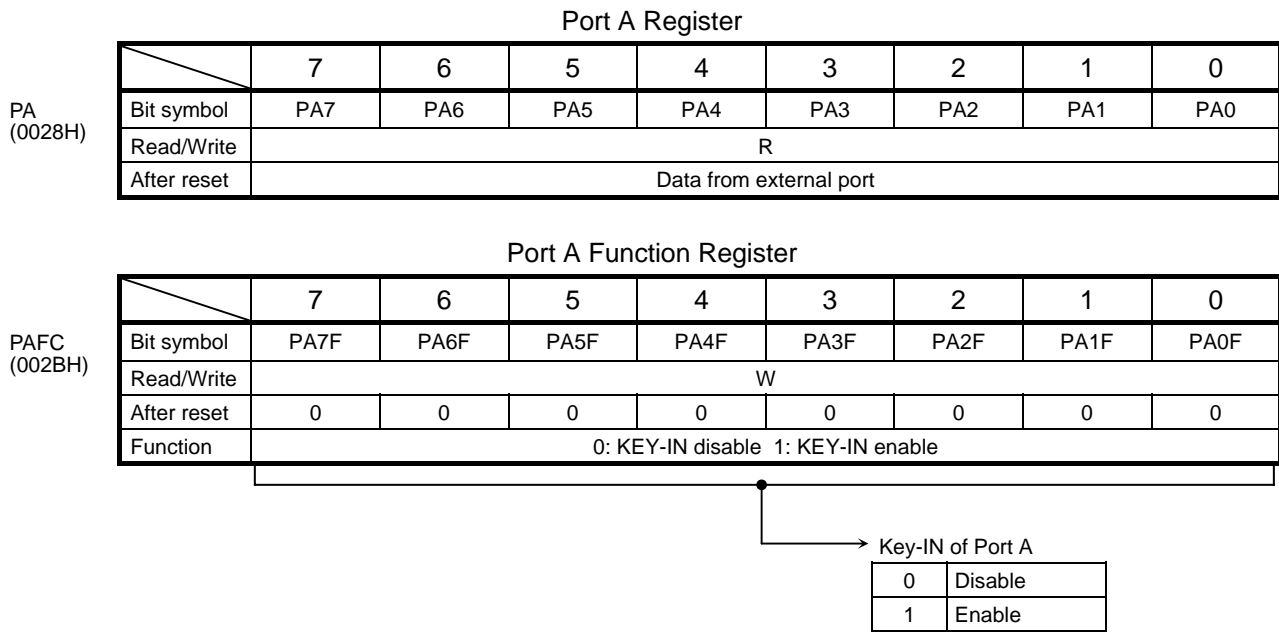 Port A Register
7 6 5 4 3 2 1 0
PA
(0028H)
Bit symbol PA7 PA6 PA5 PA4 PA3 PA2 PA1 PA0
Read/Write R
After reset Data from external port
Port A Function Register
7 6 5 4 3 2 1 0
PAFC
(002BH)
Bit symbol PA7F PA6F PA5F PA4F PA3F PA2F PA1F PA0F
Read/Write W
After reset 0 0 0 0 0 0 0 0
Function 0: KEY-IN disable 1: KEY-IN enable
Key-IN of Port A
0 Disable
1 Enable